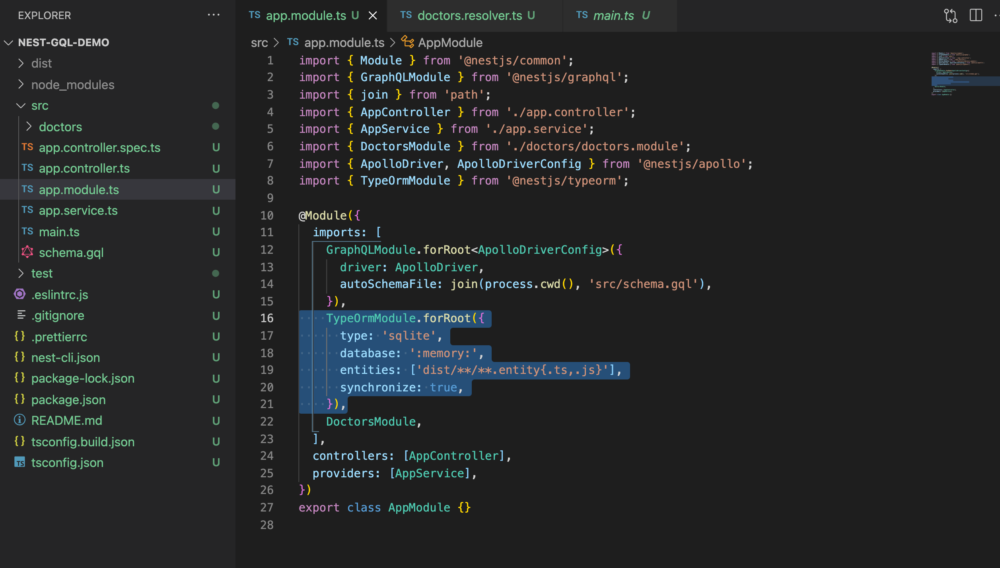 EXPLORER
NEST-GQL-DEMO
dist
node_modules
src
doctors
TS app.controller.spec.ts U
TS app.controller.ts U
TS app.module.ts U
TS app.service.ts U
TS main.ts U
schema.gql U
test
.eslintrc.js U
.gitignore U
{} .prettierrc U
{} nest-cli.json U
{} package-lock.json U
{} package.json U
README.md U
{} tsconfig.build.json U
TS tsconfig.json U
TS app.module.ts U
TS doctors.resolver.ts U
TS main.ts U
src > TS app.module.ts > AppModule
1 import { Module } from '@nestjs/common';
2 import { GraphQLModule } from '@nestjs/graphql';
3 import { join } from 'path';
4 import { AppController } from './app.controller';
5 import { AppService } from './app.service';
6 import { DoctorsModule } from './doctors/doctors.module';
7 import { ApolloDriver, ApolloDriverConfig } from '@nestjs/apollo';
8 import { TypeOrmModule } from '@nestjs/typeorm';
9
10 @Module({
11   imports: [
12     GraphQLModule.forRoot<ApolloDriverConfig>({
13       driver: ApolloDriver,
14       autoSchemaFile: join(process.cwd(), 'src/schema.gql'),
15     }),
16     TypeOrmModule.forRoot({
17       type: 'sqlite',
18       database: ':memory:',
19       entities: ['dist/**/**.entity{.ts,.js}'],
20       synchronize: true,
21     }),
22     DoctorsModule,
23   ],
24   controllers: [AppController],
25   providers: [AppService],
26 })
27 export class AppModule {}
28